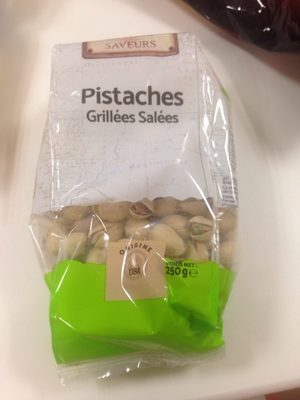 SAVEURS
Pistaches
Grillées Salées
ORIGINE
USA
POIDS NET:
250 g e